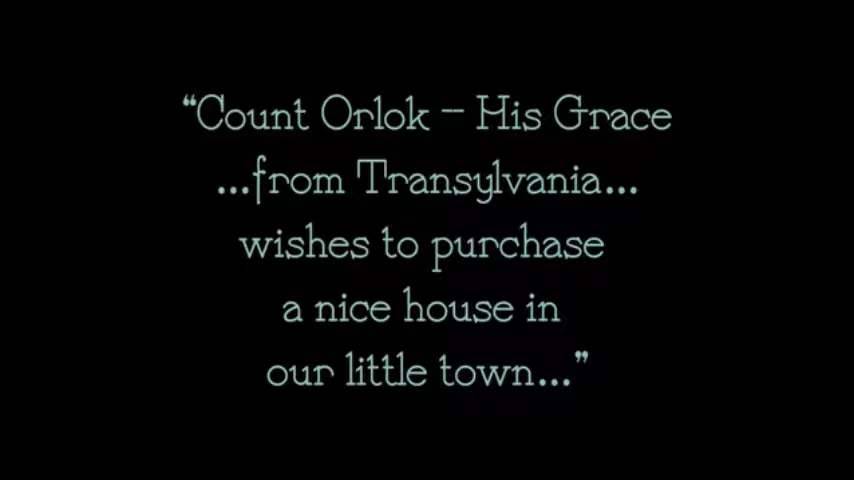 “Count Orlok – His Grace
...from Transylvania...
wishes to purchase
a nice house in
our little town...”